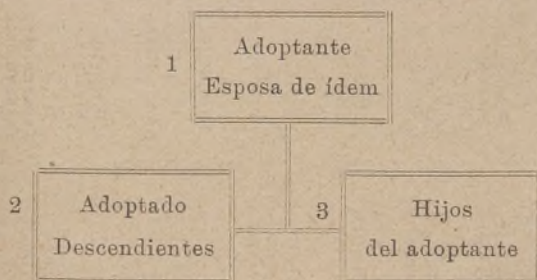 1
Adoptante
Esposa de ídem
2
Adoptado
Descendientes
3
Hijos
del adoptante